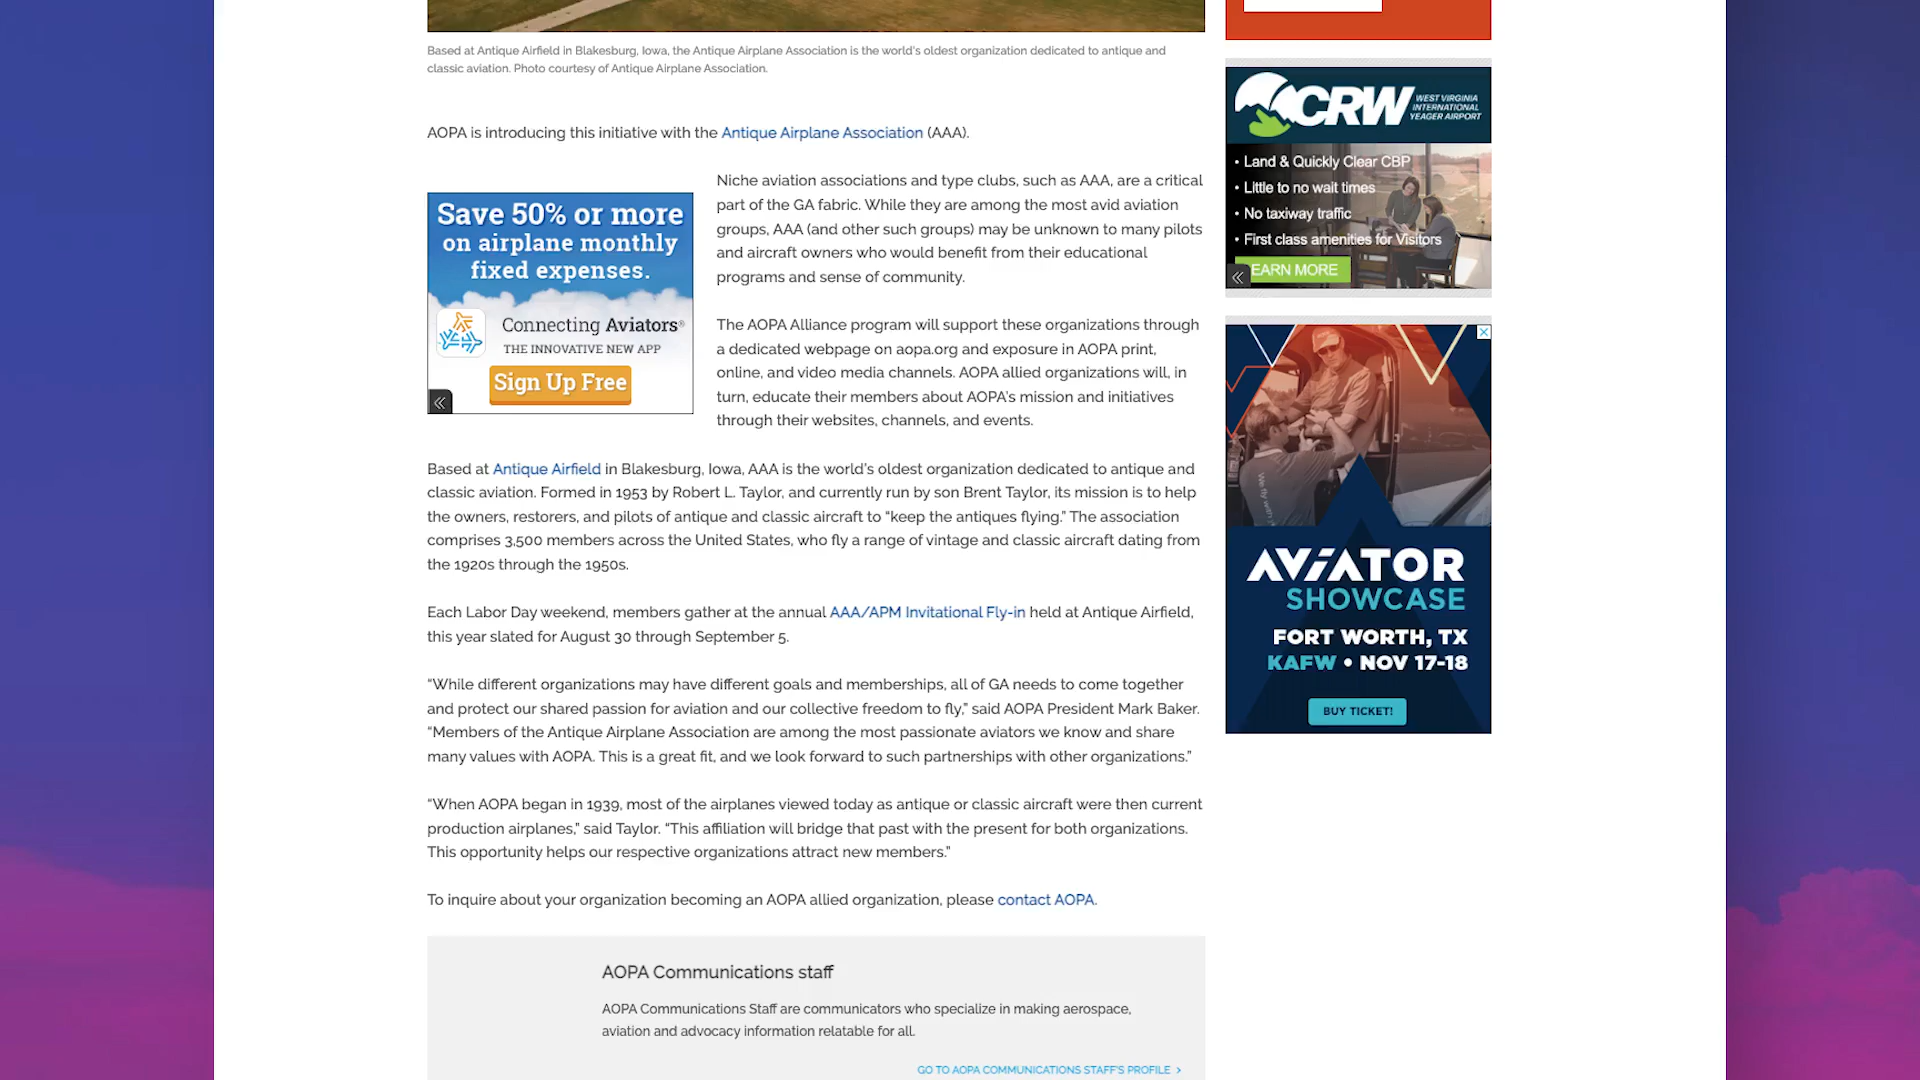 Based at Antique Airfield in Blakesburg, Iowa, the Antique Airplane Association is the world's oldest organization dedicated to antique and
classic aviation. Photo courtesy of Antique Airplane Association.
AOPA is introducing this initiative with the Antique Airplane Association (AAA).
Save 50% or more
on airplane monthly
fixed expenses.
Connecting Aviators®
THE INNOVATIVE NEW APP
Sign Up Free
Niche aviation associations and type clubs, such as AAA, are a critical
part of the GA fabric. While they are among the most avid aviation
groups, AAA (and other such groups) may be unknown to many pilots
and aircraft owners who would benefit from their educational
programs and sense of community.
The AOPA Alliance program will support these organizations through
a dedicated webpage on aopa.org and exposure in AOPA print,
online, and video media channels. AOPA allied organizations will, in
turn, educate their members about AOPA's mission and initiatives
through their websites, channels, and events.
Based at Antique Airfield in Blakesburg, Iowa, AAA is the world's oldest organization dedicated to antique and
classic aviation. Formed in 1953 by Robert L. Taylor, and currently run by son Brent Taylor, its mission is to help
the owners, restorers, and pilots of antique and classic aircraft to “keep the antiques flying.” The association
comprises 3,500 members across the United States, who fly a range of vintage and classic aircraft dating from
the 1920s through the 1950s.
Each Labor Day weekend, members gather at the annual AAA/APM Invitational Fly-in held at Antique Airfield,
this year slated for August 30 through September 5.
“While different organizations may have different goals and memberships, all of GA needs to come together
and protect our shared passion for aviation and our collective freedom to fly,” said AOPA President Mark Baker.
“Members of the Antique Airplane Association are among the most passionate aviators we know and share
many values with AOPA. This is a great fit, and we look forward to such partnerships with other organizations.”
“When AOPA began in 1939, most of the airplanes viewed today as antique or classic aircraft were then current
production airplanes,” said Taylor. “This affiliation will bridge that past with the present for both organizations.
This opportunity helps our respective organizations attract new members.”
To inquire about your organization becoming an AOPA allied organization, please contact AOPA.
AOPA Communications staff
AOPA Communications Staff are communicators who specialize in making aerospace,
aviation and advocacy information relatable for all.
GO TO AOPA COMMUNICATIONS STAFF'S PROFILE >
CRW
WEST VIRGINIA
INTERNATIONAL
YEAGER AIRPORT
• Land & Quickly Clear CBP
• Little to no wait times
• No taxiway traffic
• First class amenities for Visitors
EARN MORE
AVIATOR
SHOWCASE
FORT WORTH, TX
KAFW • NOV 17-18
BUY TICKET!